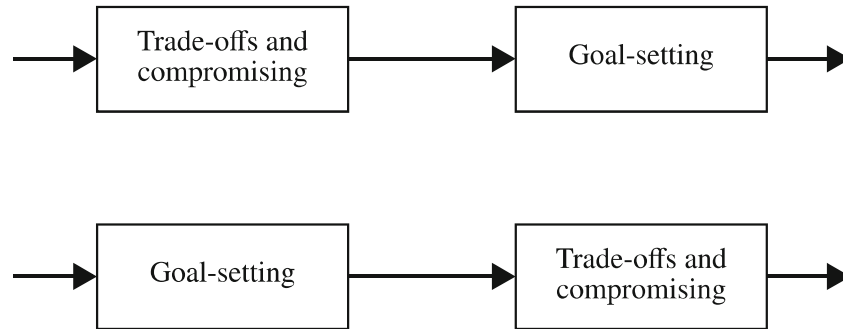 Trade-offs and
compromising
Goal-setting
Goal-setting
Trade-offs and
compromising